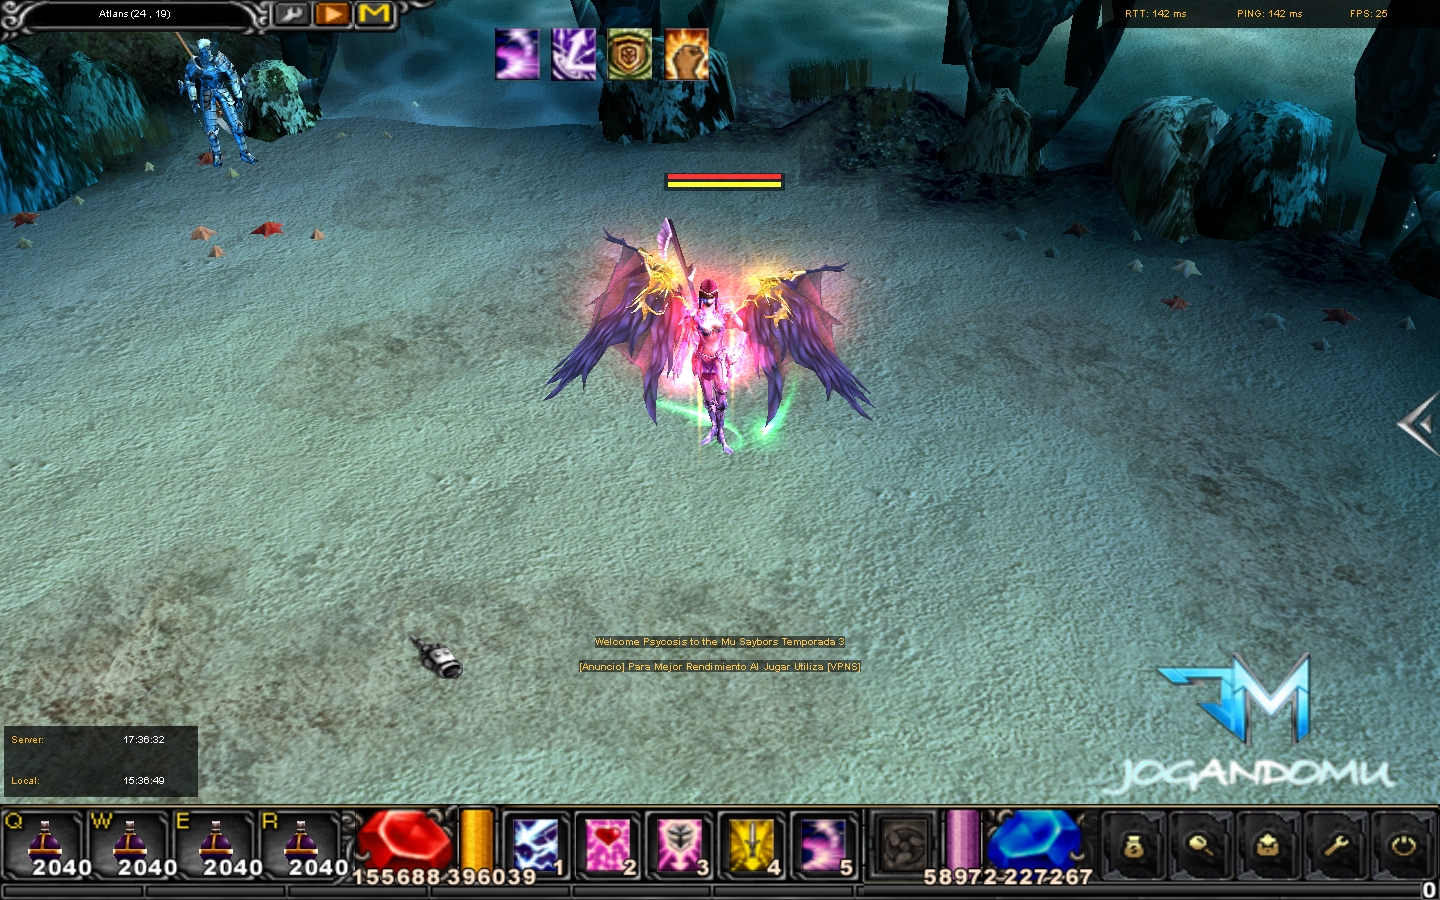 Atlans (24 , 19)
RTT: 142 ms PING: 142 ms FPS: 25
Welcome Psycosis to the Mu Saybors Temporada 3
[Anuncio] Para Mejor Rendimiento Al Jugar Utiliza [VPNS]
JM
JOGANDOMU
Server: 17:36:32
Local: 15:36:49
Q W E R
2040 2040 2040 2040 155688 396039 1 2 3 4 5 58972 227267
0